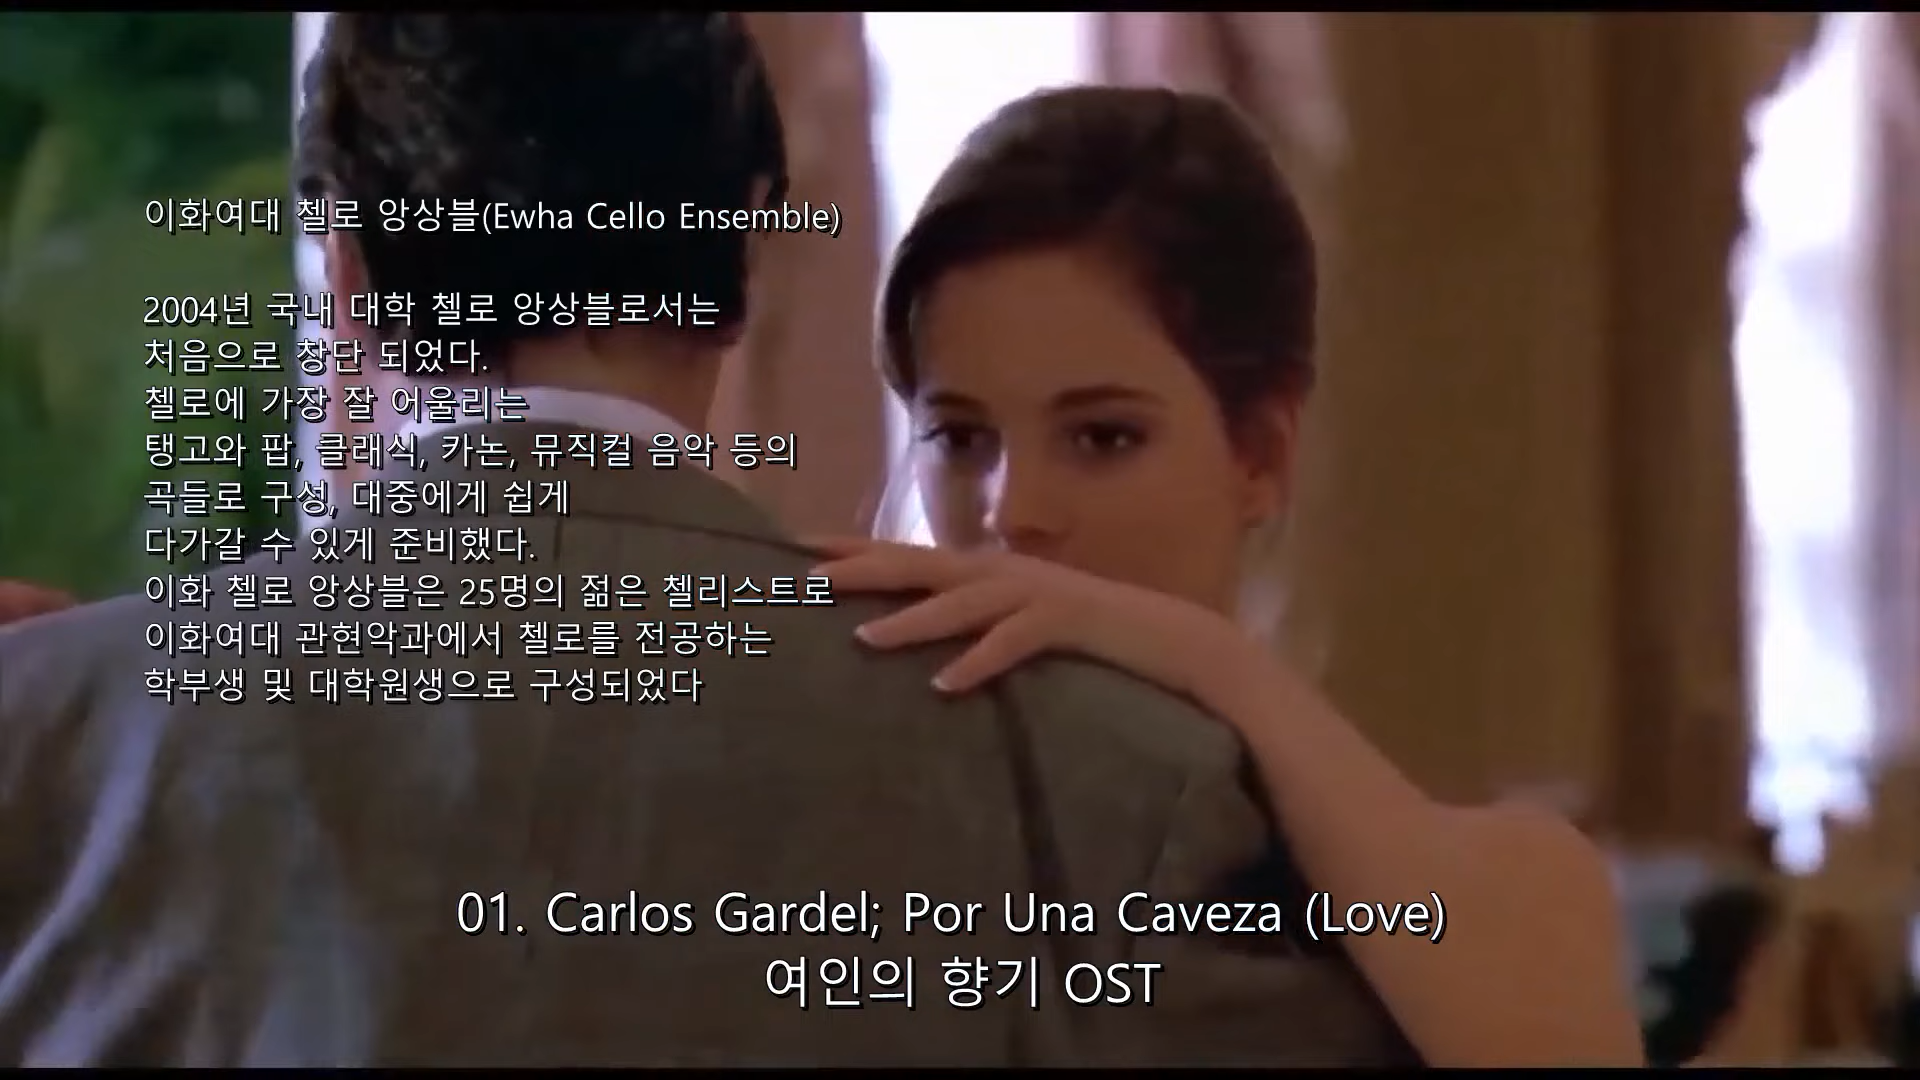 이화여대 첼로 앙상블(Ewha Cello Ensemble)
2004년 국내 대학 첼로 앙상블로서는
처음으로 창단 되었다.
첼로에 가장 잘 어울리는
탱고와 팝, 클래식, 카논, 뮤직컬 음악 등의
곡들로 구성, 대중에게 쉽게
다가갈 수 있게 준비했다.
이화 첼로 앙상블은 25명의 젊은 첼리스트로
이화여대 관현악과에서 첼로를 전공하는
학부생 및 대학원생으로 구성되었다
01. Carlos Gardel; Por Una Caveza (Love)
여인의 향기 OST